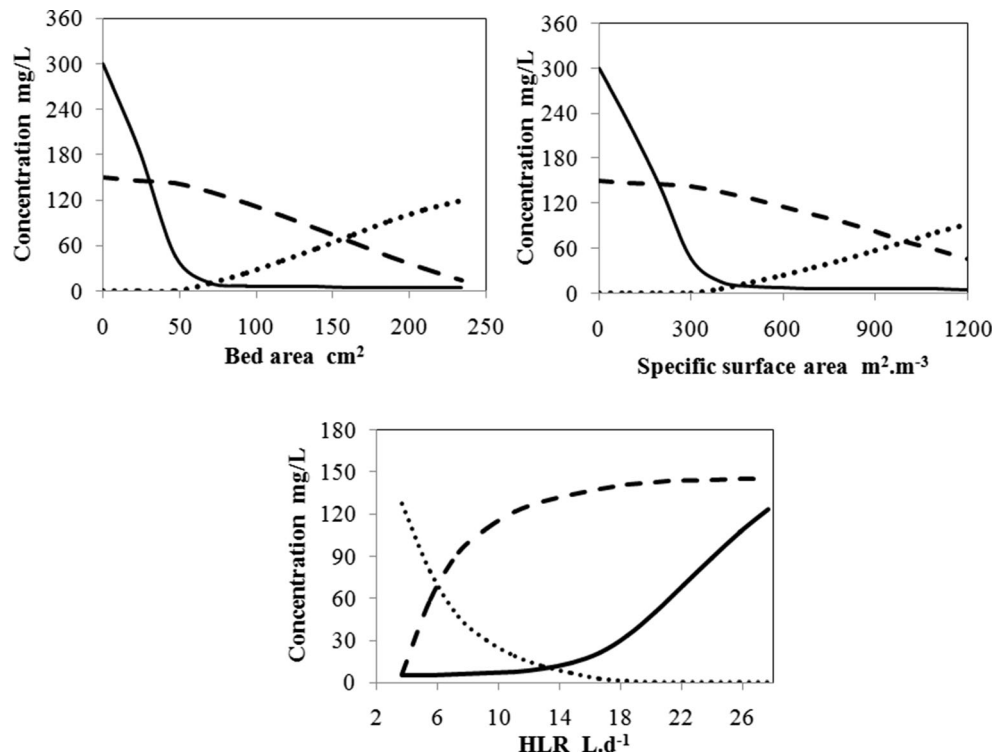 Concentration mg/L
360
300
240
180
120
60
0
0 50 100 150 200 250
Bed area cm²
Concentration mg/L
360
300
240
180
120
60
0
0 300 600 900 1200
Specific surface area m².m⁻³
Concentration mg/L
180
150
120
90
60
30
0
2 6 10 14 18 22 26
HLR L.d⁻¹